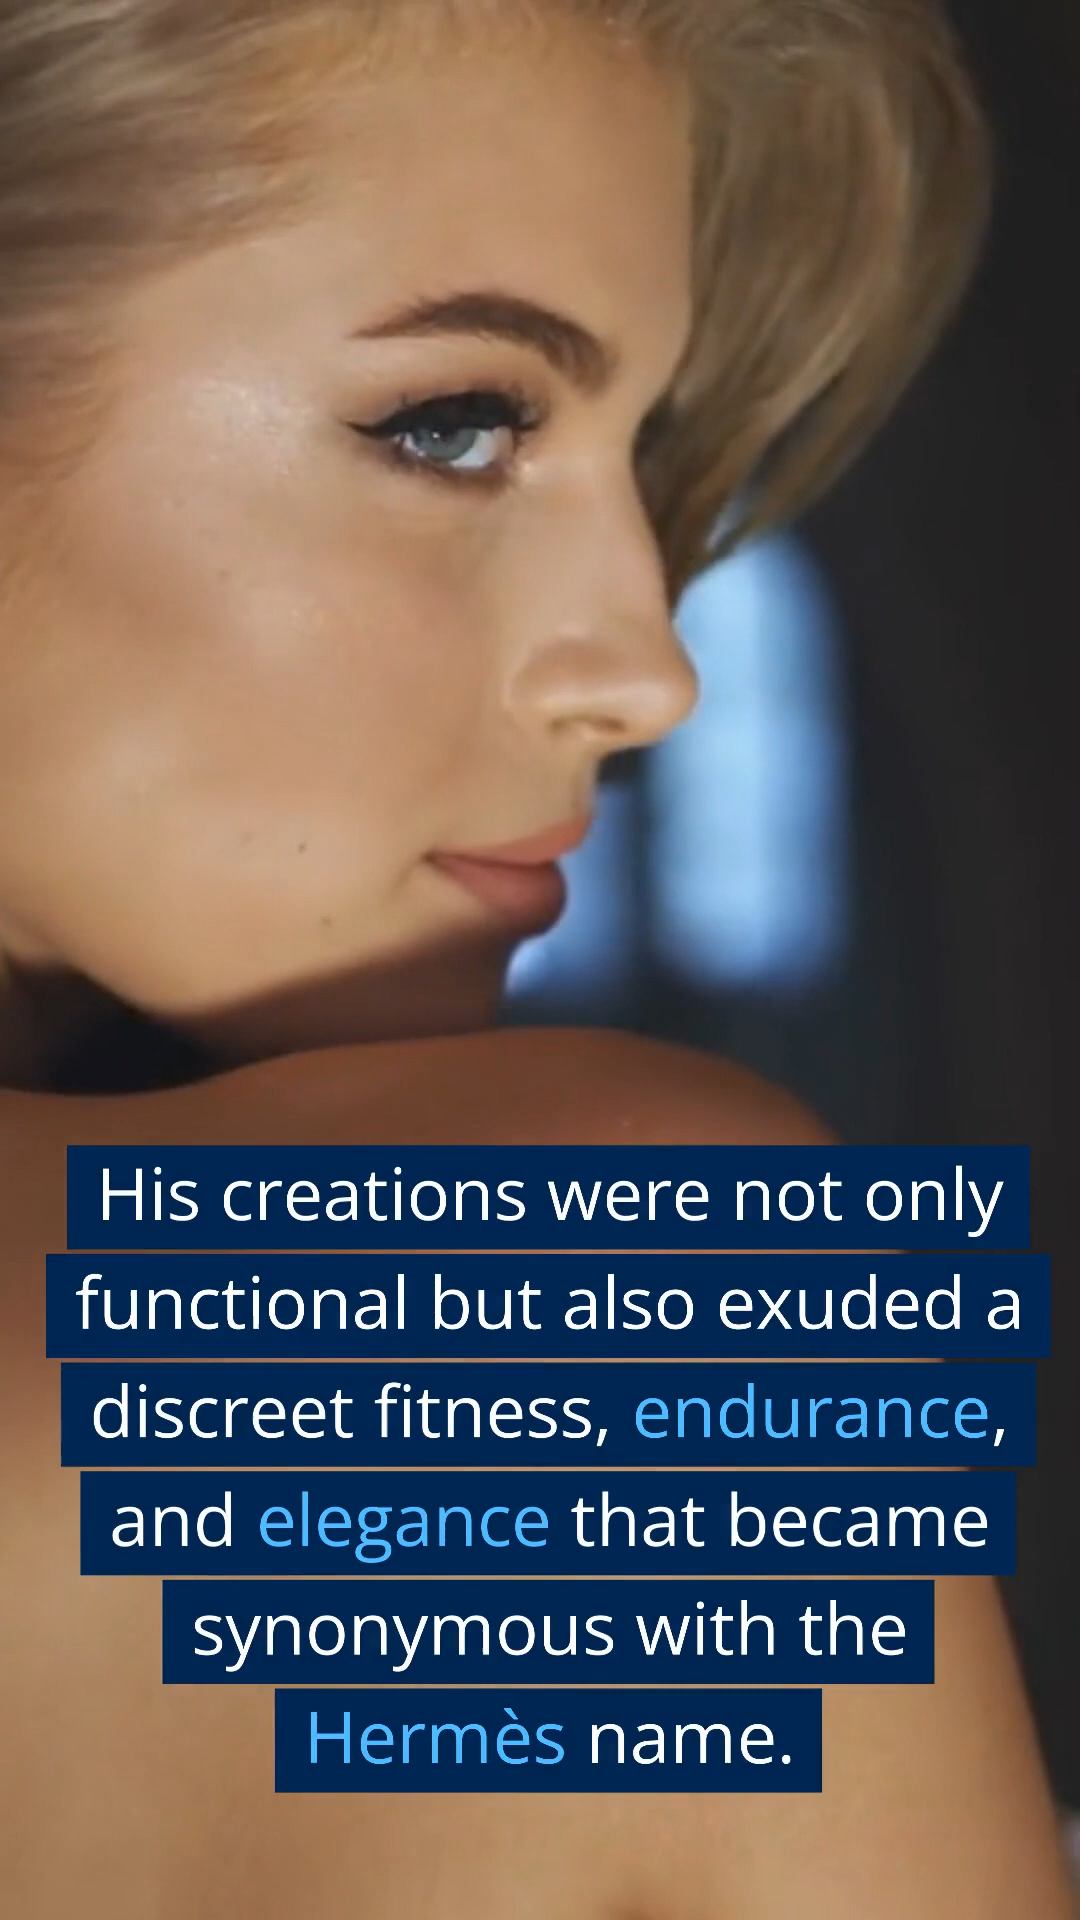 His creations were not only
functional but also exuded a
discreet fitness, endurance,
and elegance that became
synonymous with the
Hermès name.